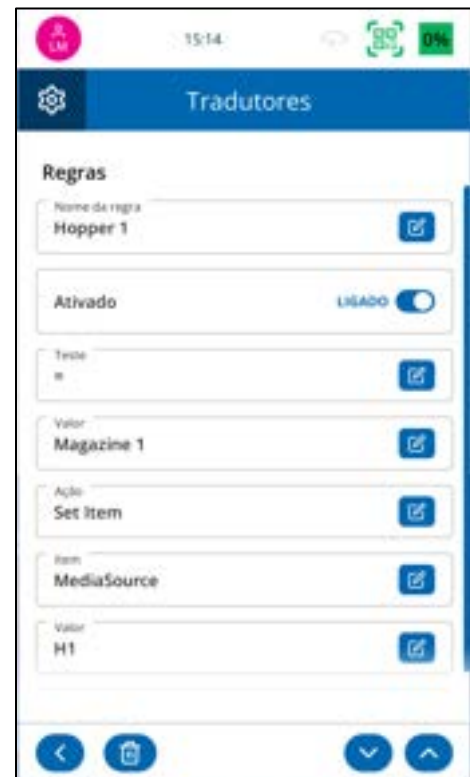 LM
15:14
0%
Tradutores
Regras
Nome da regra
Hopper 1
Ativado
LIGADO
Teste
=
Valor
Magazine 1
Ação
Set Item
Item
MediaSource
Valor
H1